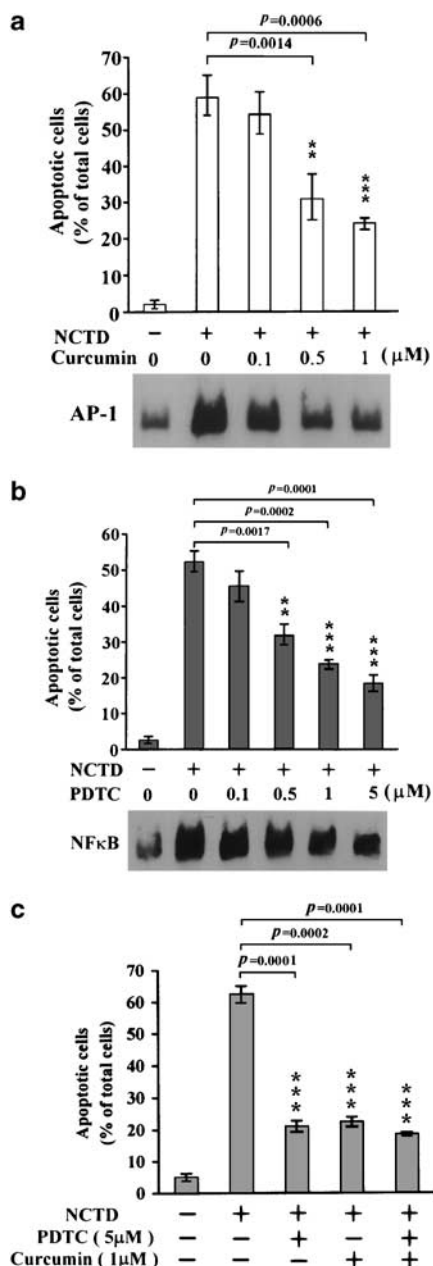 a
p=0.0006
p=0.0014
Apoptotic cells
(% of total cells)
70
60
50
40
30
20
10
0
**
***
NCTD − + + + +
Curcumin 0 0 0.1 0.5 1 (μM)
AP-1
b
p=0.0001
p=0.0002
p=0.0017
Apoptotic cells
(% of total cells)
60
50
40
30
20
10
0
**
***
***
NCTD − + + + + +
PDTC 0 0 0.1 0.5 1 5 (μM)
NFκB
c
p=0.0001
p=0.0002
p=0.0001
Apoptotic cells
(% of total cells)
80
70
60
50
40
30
20
10
0
***
***
***
NCTD − + + + +
PDTC (5μM) − − + − +
Curcumin (1μM) − − − + +